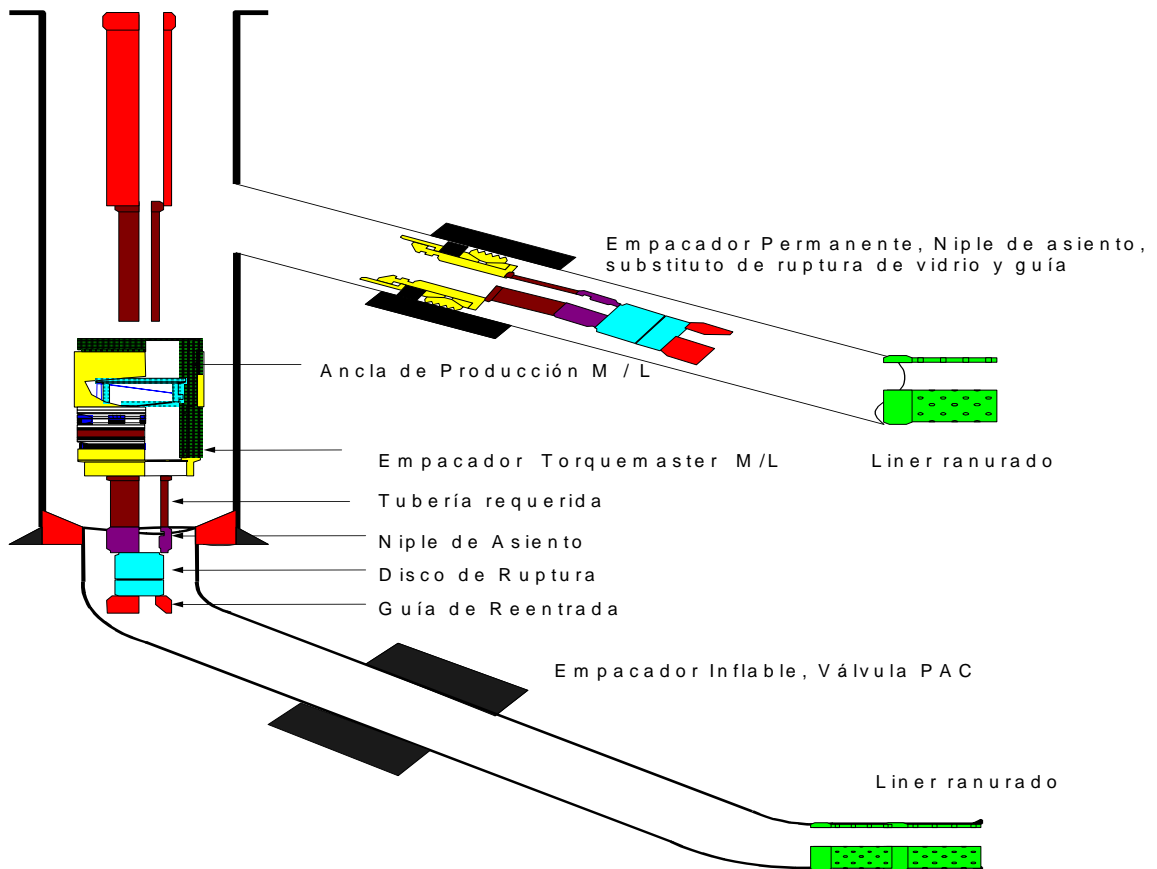 Empacador Permanente, Niple de asiento,
substituto de ruptura de vidrio y guía
Ancla de Producción M / L
Empacador Torquemaster M/L
Liner ranurado
Tubería requerida
Niple de Asiento
Disco de Ruptura
Guía de Reentrada
Empacador Inflable, Válvula PAC
Liner ranurado